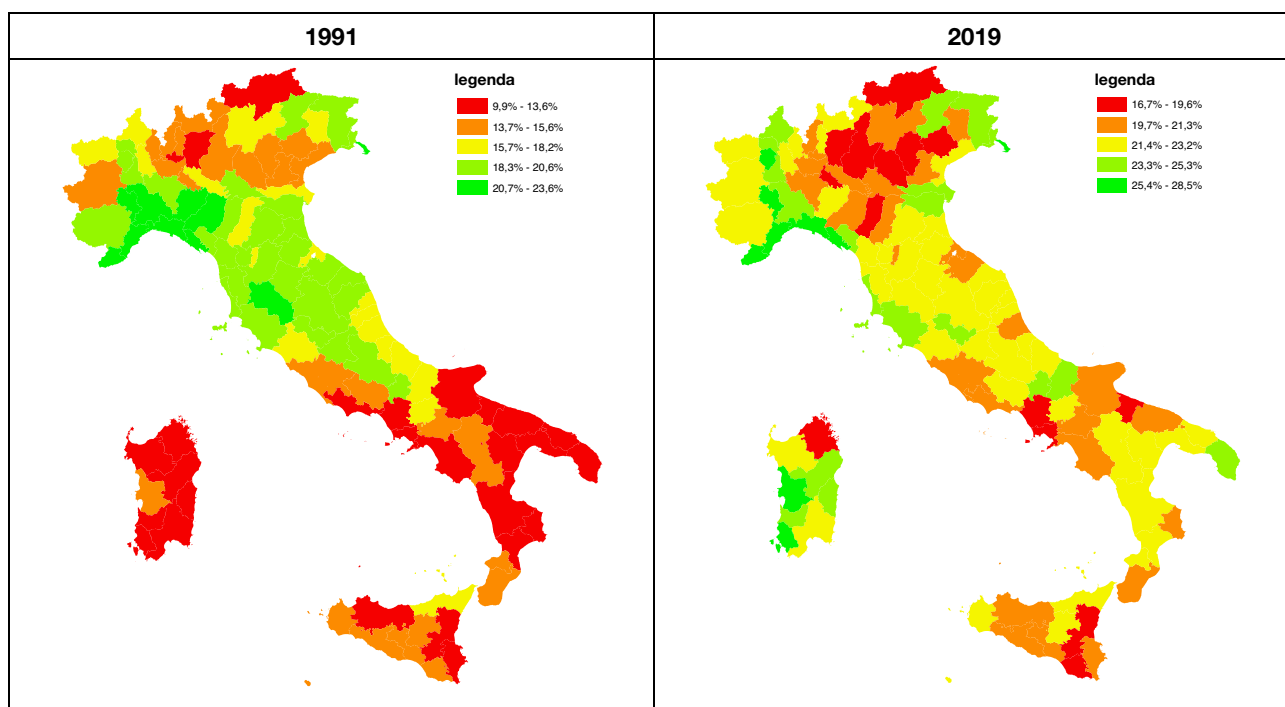 1991
2019
legenda
9,9% - 13,6%
13,7% - 15,6%
15,7% - 18,2%
18,3% - 20,6%
20,7% - 23,6%
legenda
16,7% - 19,6%
19,7% - 21,3%
21,4% - 23,2%
23,3% - 25,3%
25,4% - 28,5%